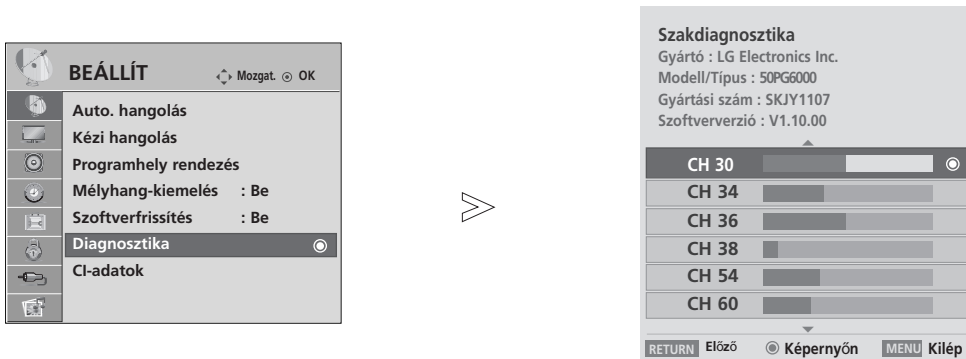 BEÁLLÍT
Mozgat. OK
Auto. hangolás
Kézi hangolás
Programhely rendezés
Mélyhang-kiemelés : Be
Szoftverfrissítés : Be
Diagnosztika
CI-adatok
Szakdiagnosztika
Gyártó : LG Electronics Inc.
Modell/Típus : 50PG6000
Gyártási szám : SKJY1107
Szoftververzió : V1.10.00
CH 30
CH 34
CH 36
CH 38
CH 54
CH 60
RETURN Előző Képernyőn MENU Kilép